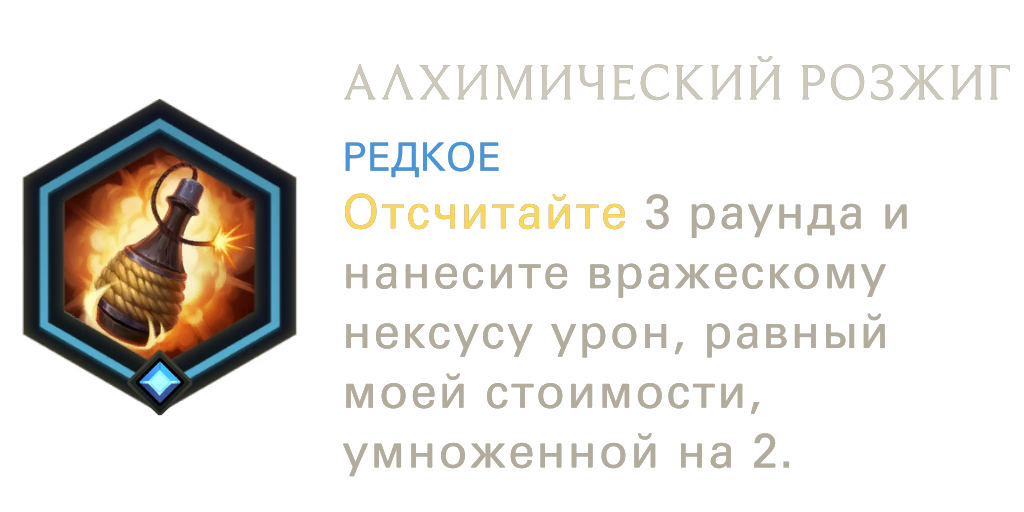 АЛХИМИЧЕСКИЙ РОЗЖИГ
РЕДКОЕ
Отсчитайте 3 раунда и
нанесите вражескому
нексусу урон, равный
моей стоимости,
умноженной на 2.